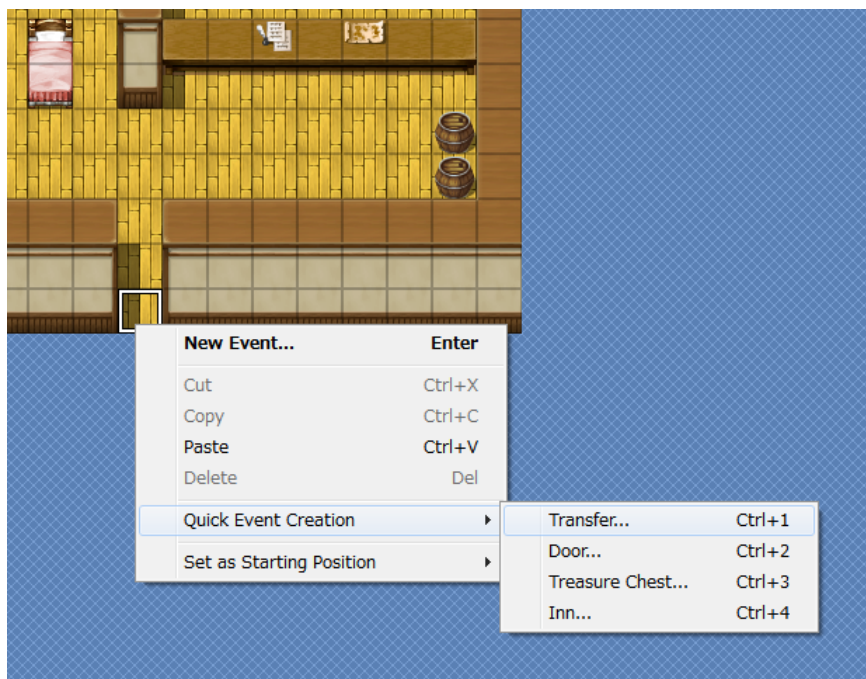 New Event... Enter
Cut Ctrl+X
Copy Ctrl+C
Paste Ctrl+V
Delete Del
Quick Event Creation
Set as Starting Position
Transfer... Ctrl+1
Door... Ctrl+2
Treasure Chest... Ctrl+3
Inn... Ctrl+4